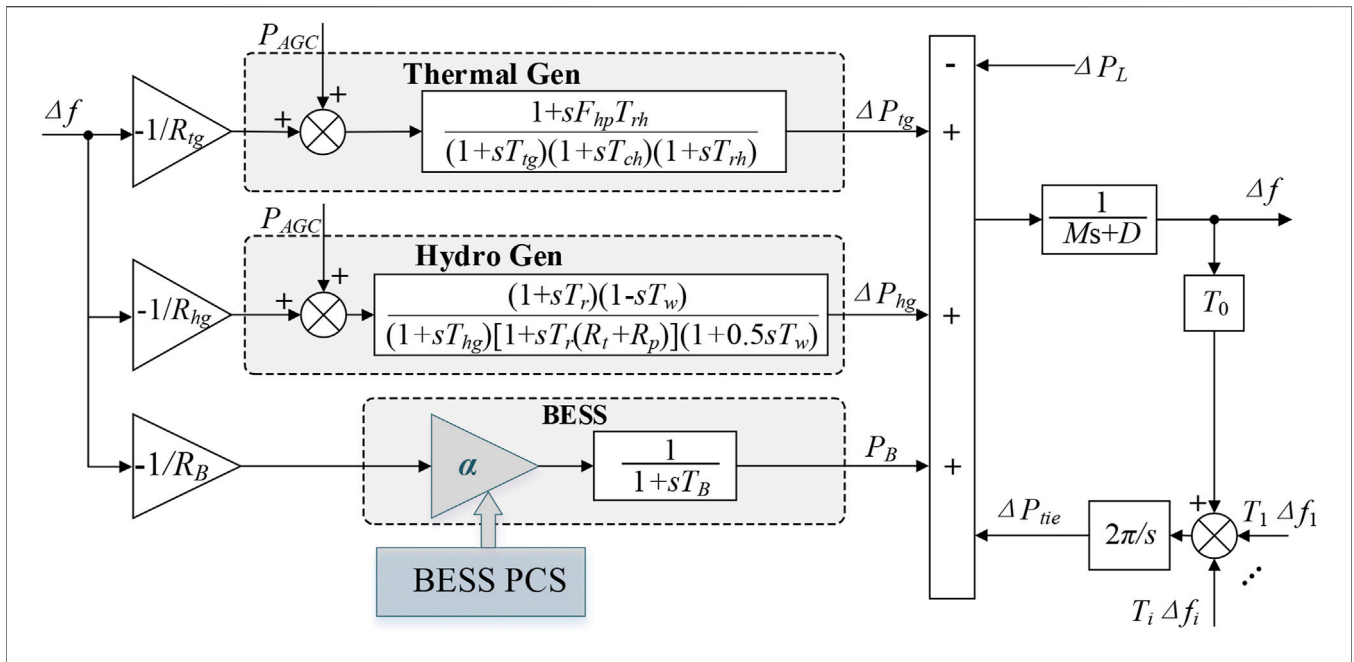 P_AGC
Thermal Gen
Δf
-1/R_tg
+
+
1+sF_hpT_rh
(1+sT_tg)(1+sT_ch)(1+sT_rh)
ΔP_tg
-
ΔP_L
+
P_AGC
Hydro Gen
-1/R_hg
+
+
(1+sT_r)(1-sT_w)
(1+sT_hg)[1+sT_r(R_t+R_p)](1+0.5sT_w)
ΔP_hg
+
1
Ms+D
Δf
T_0
BESS
-1/R_B
α
1
1+sT_B
P_B
+
BESS PCS
ΔP_tie
2π/s
+
T_1 Δf_1
...
T_i Δf_i